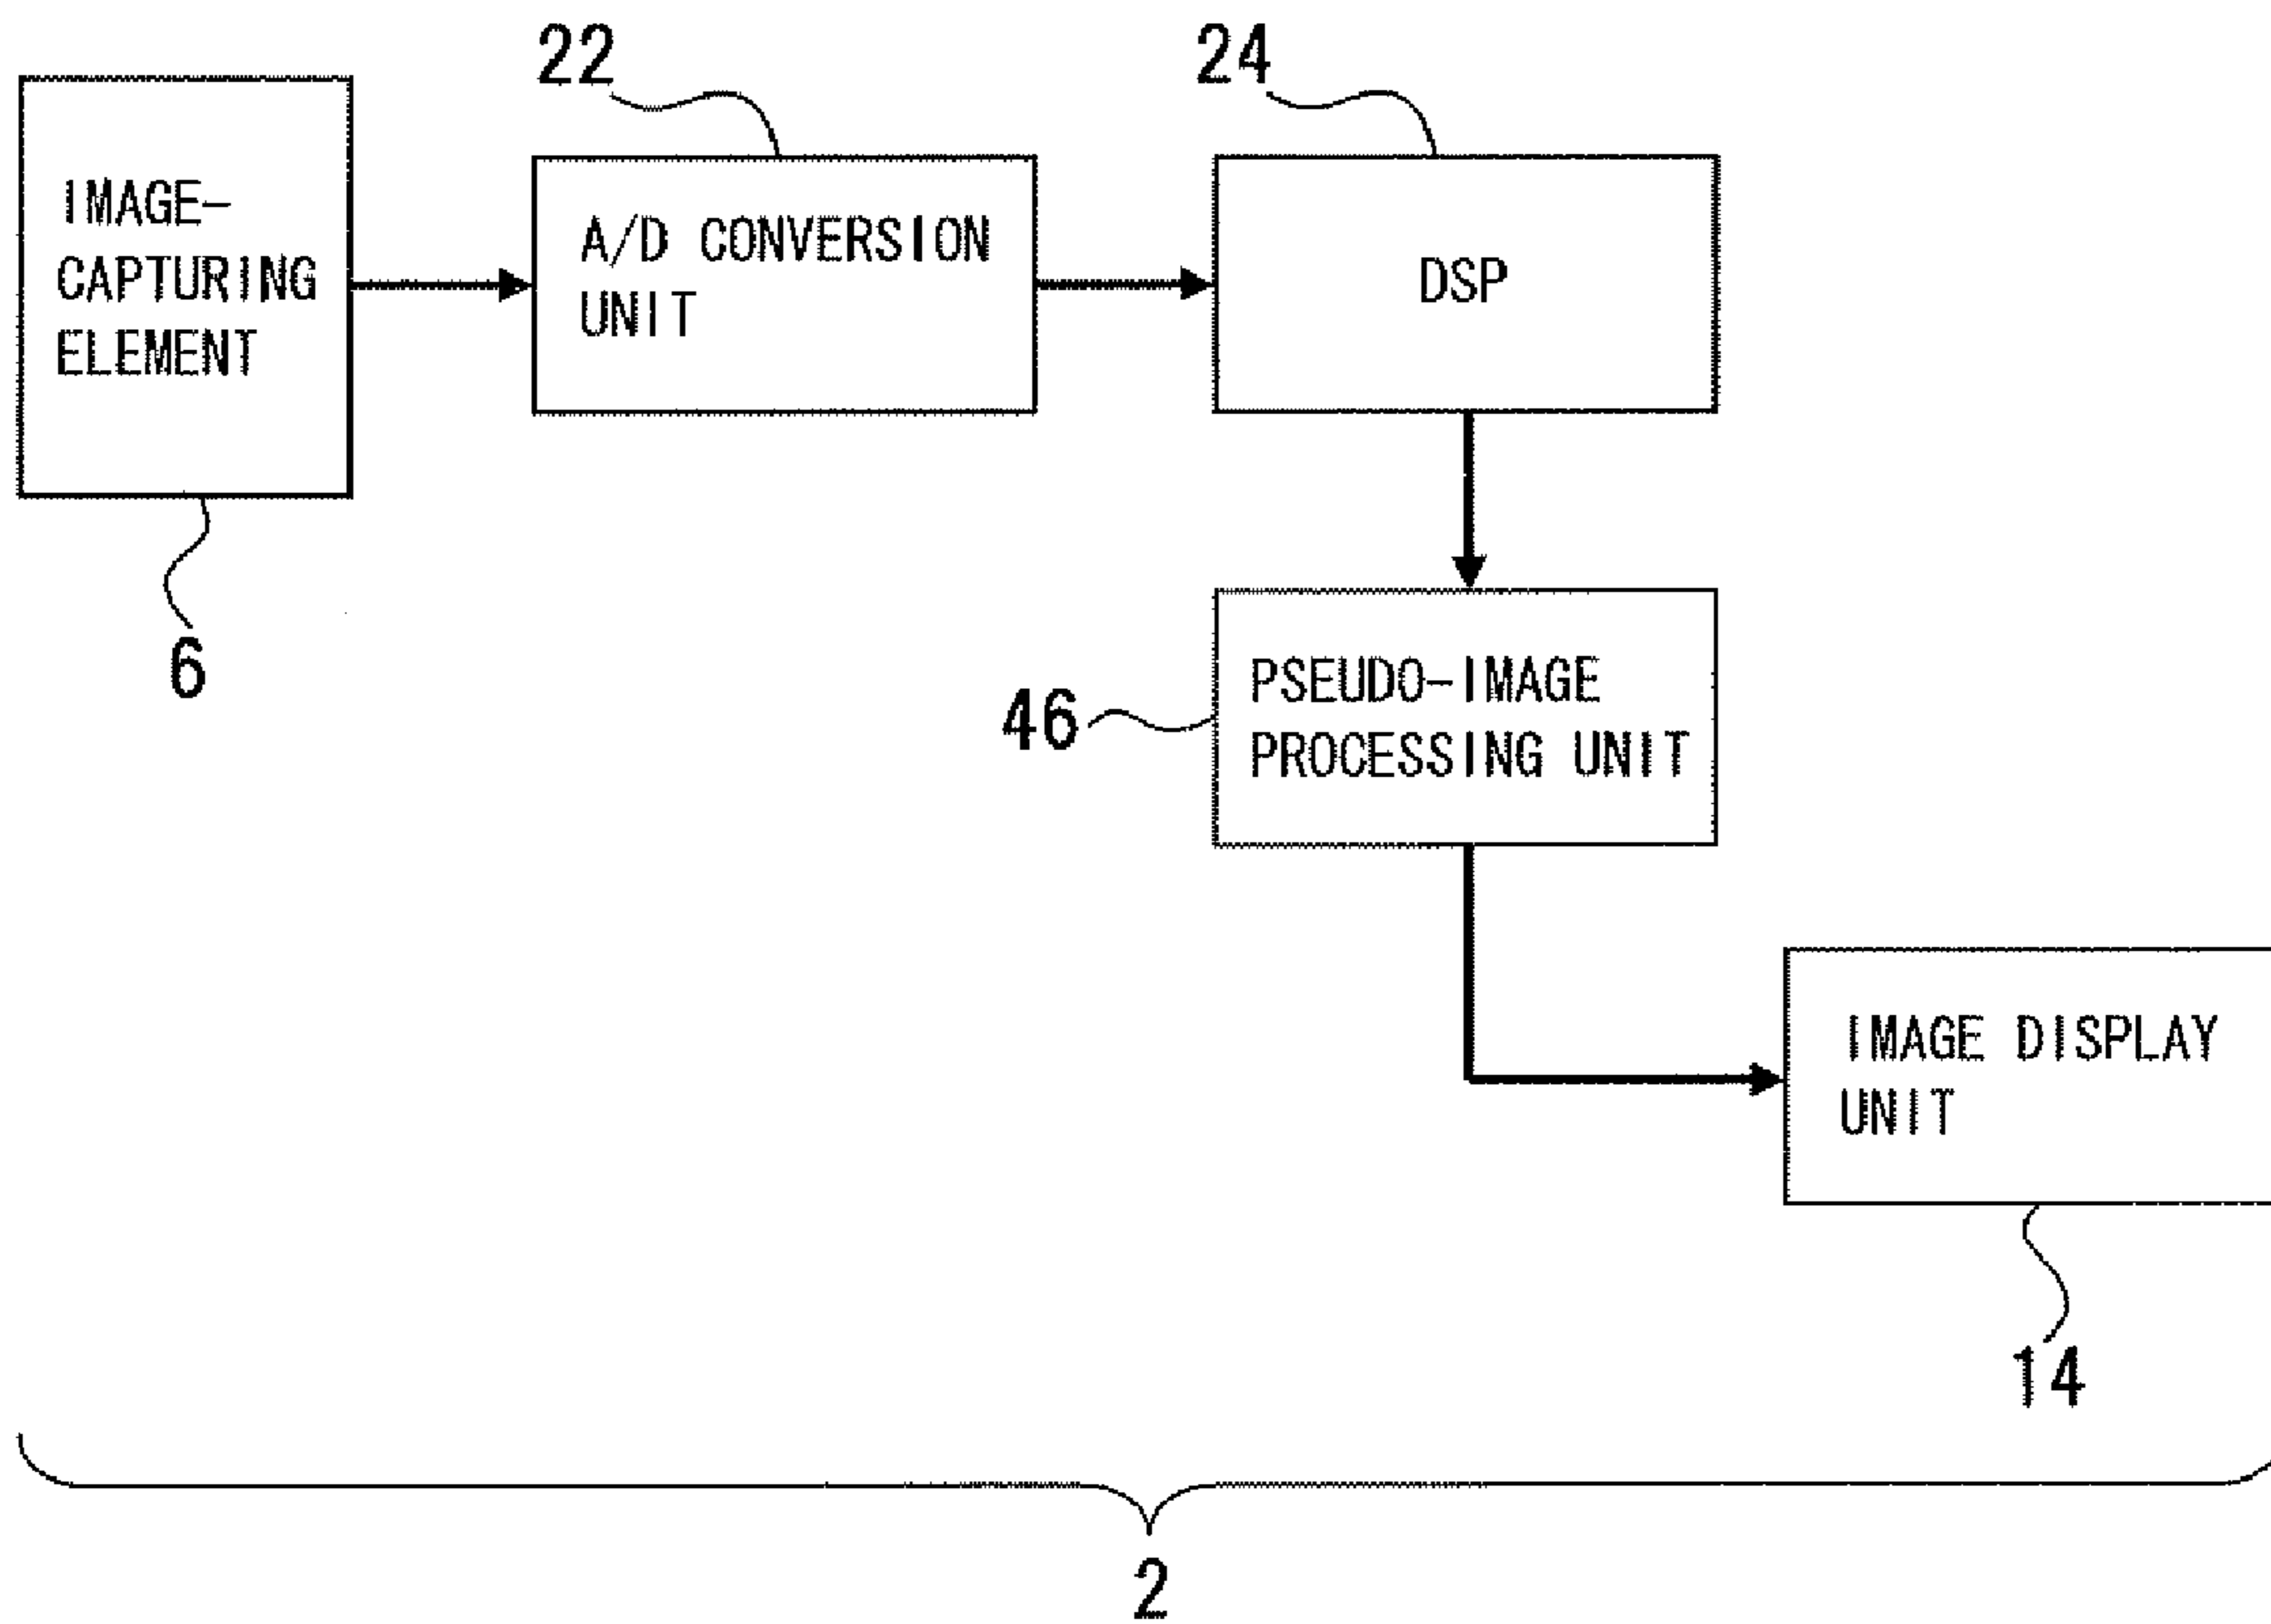 22
24
IMAGE-
CAPTURING
ELEMENT
A/D CONVERSION
UNIT
DSP
6
46
PSEUDO-IMAGE
PROCESSING UNIT
IMAGE DISPLAY
UNIT
14
2